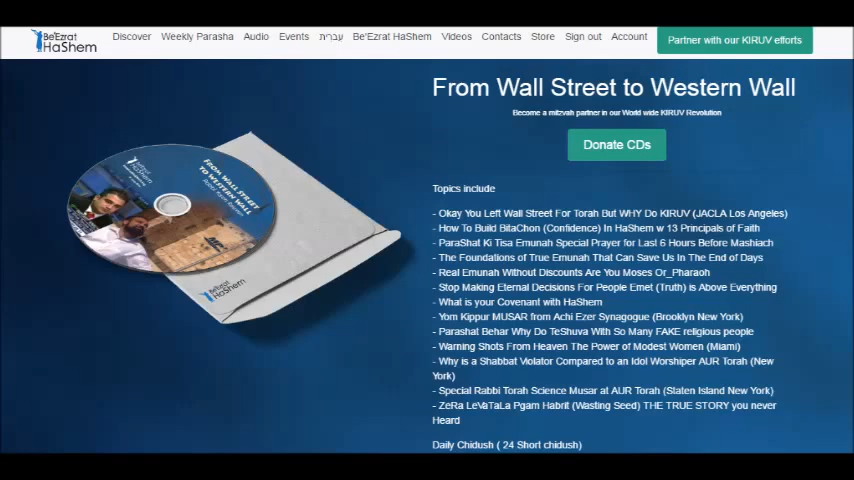 Be'Ezrat
HaShem
Discover Weekly Parasha Audio Events עברית Be'Ezrat HaShem Videos Contacts Store Sign out Account Partner with our KIRUV efforts
From Wall Street to Western Wall
Become a mitzvah partner in our World wide KIRUV Revolution
Donate CDs
Topics include
- Okay You Left Wall Street For Torah But WHY Do KIRUV (JACLA Los Angeles)
- How To Build BitaChon (Confidence) In HaShem w 13 Principals of Faith
- ParaShat Ki Tisa Emunah Special Prayer for Last 6 Hours Before Mashiach
- The Foundations of True Emunah That Can Save Us In The End of Days
- Real Emunah Without Discounts Are You Moses Or_Pharaoh
- Stop Making Eternal Decisions For People Emet (Truth) is Above Everything
- What is your Covenant with HaShem
- Yom Kippur MUSAR from Achi Ezer Synagogue (Brooklyn New York)
- Parashat Behar Why Do TeShuva With So Many FAKE religious people
- Warning Shots From Heaven The Power of Modest Women (Miami)
- Why is a Shabbat Violator Compared to an Idol Worshiper AUR Torah (New
York)
- Special Rabbi Torah Science Musar at AUR Torah (Staten Island New York)
- ZeRa LeVaTaLa Pgam Habrit (Wasting Seed) THE TRUE STORY you never
Heard
Daily Chidush ( 24 Short chidush)
Be'Ezrat
HaShem
FROM WALL STREET
TO WESTERN WALL
Be'Ezrat
HaShem